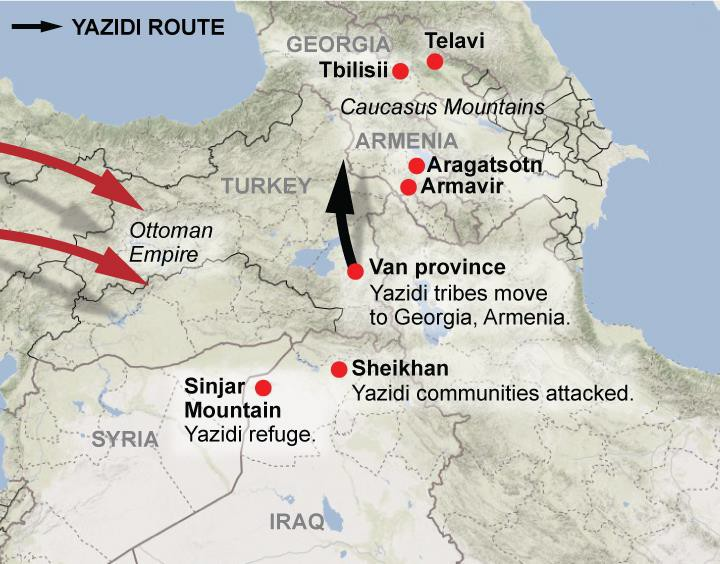 YAZIDI ROUTE
GEORGIA
Telavi
Tbilisii
Caucasus Mountains
ARMENIA
Aragatsotn
Armavir
TURKEY
Ottoman
Empire
Van province
Yazidi tribes move
to Georgia, Armenia.
Sheikhan
Yazidi communities attacked.
Sinjar
Mountain
Yazidi refuge.
SYRIA
IRAQ